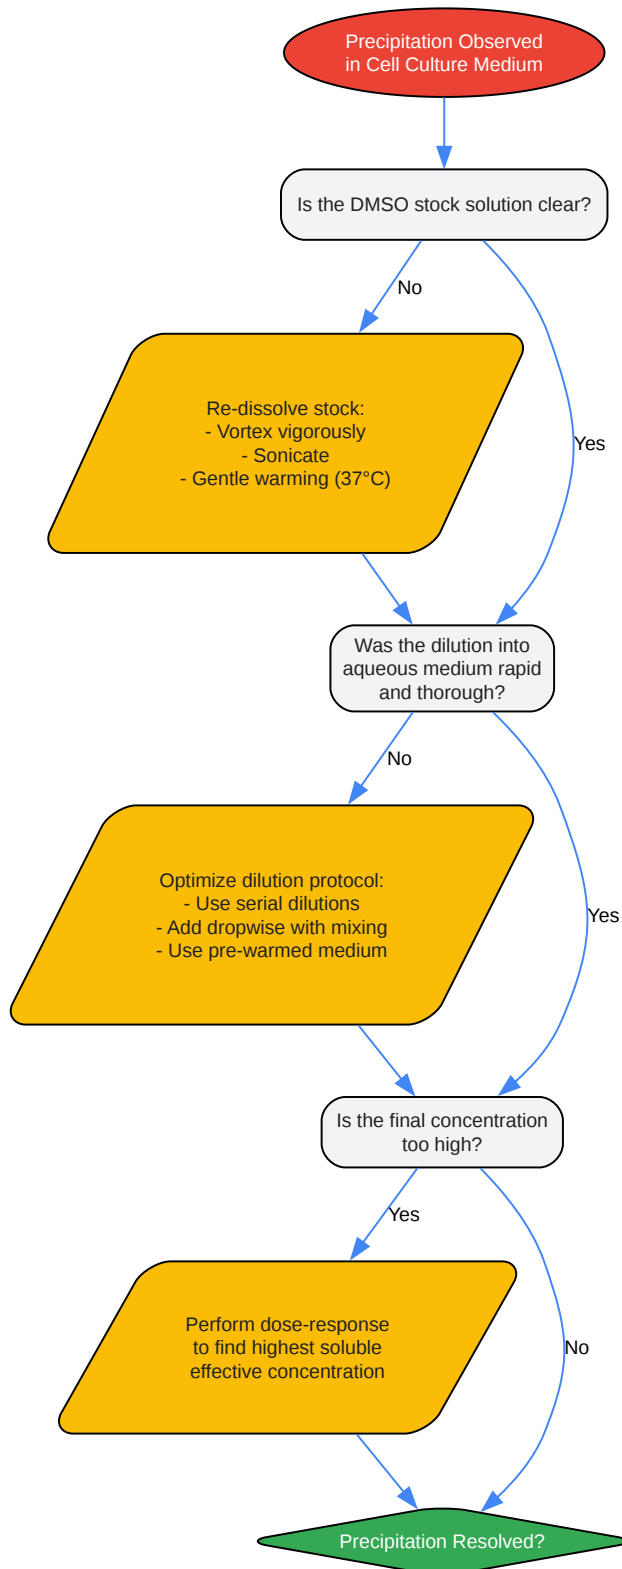 Precipitation Observed
in Cell Culture Medium
Is the DMSO stock solution clear?
No
Yes
Re-dissolve stock:
- Vortex vigorously
- Sonicate
- Gentle warming (37°C)
Was the dilution into
aqueous medium rapid
and thorough?
No
Yes
Optimize dilution protocol:
- Use serial dilutions
- Add dropwise with mixing
- Use pre-warmed medium
Is the final concentration
too high?
Yes
No
Perform dose-response
to find highest soluble
effective concentration
Precipitation Resolved?